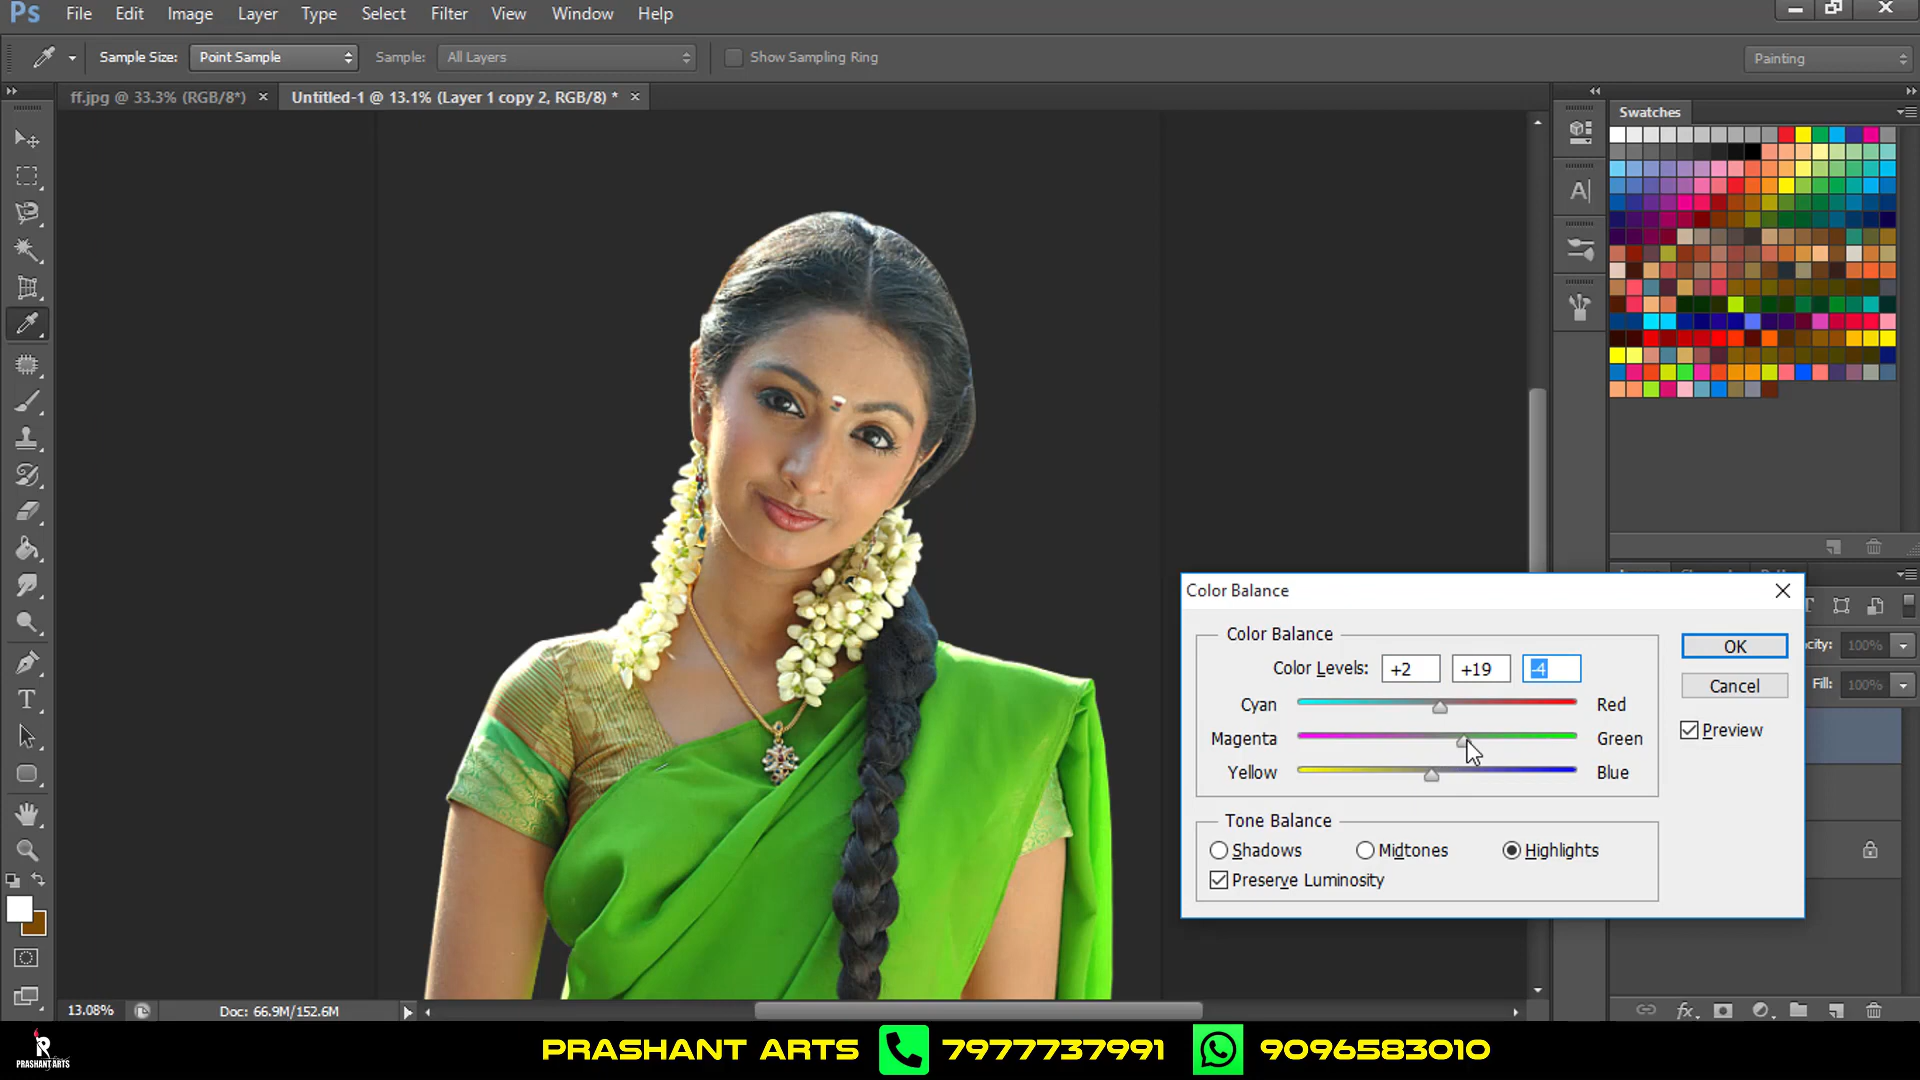 Ps File Edit Image Layer Type Select Filter View Window Help
Sample Size: Point Sample Sample: All Layers Show Sampling Ring Painting
ff.jpg @ 33.3% (RGB/8*) × Untitled-1 @ 13.1% (Layer 1 copy 2, RGB/8) * ×
Swatches
Color Balance
Color Balance
Color Levels: +2 +19 -4
Cyan Red
Magenta Green
Yellow Blue
Tone Balance
Shadows Midtones Highlights
Preserve Luminosity
OK
Cancel
Preview
100%
Fill: 100%
13.08% Doc: 66.9M/152.6M
PRASHANT ARTS 7977737991 9096583010
PRASHANT ARTS